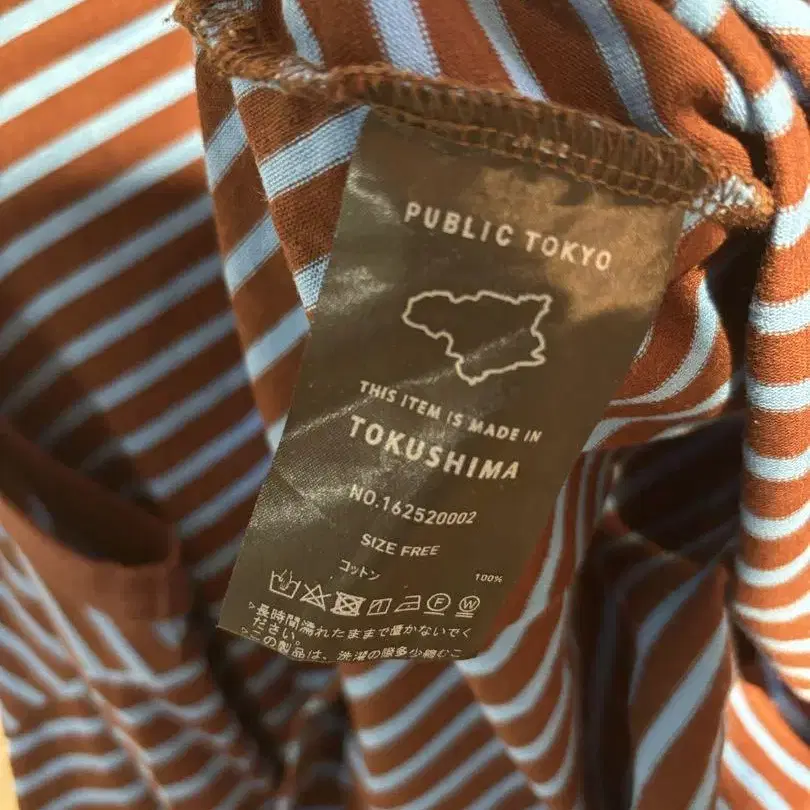 PUBLIC TOKYO
THIS ITEM IS MADE IN
TOKUSHIMA
NO.162520002
SIZE FREE
コットン 100%
>長時間濡れたままで置かないでく
ださい。
>この製品は、洗濯の際多少縮むこ